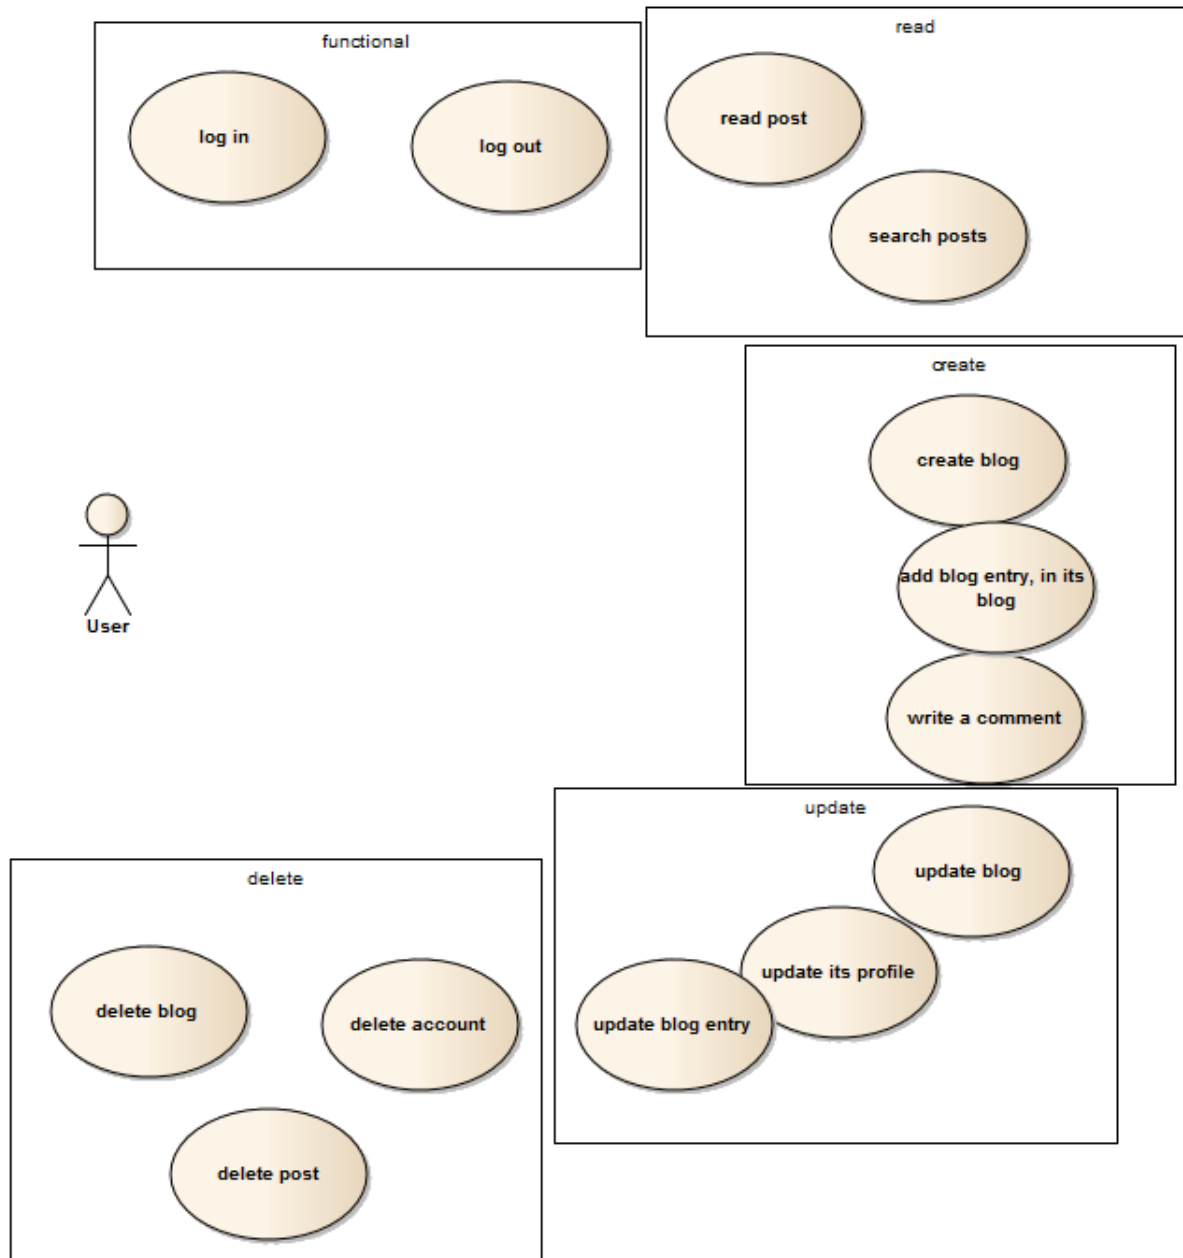 functional
log in
log out
read
read post
search posts
create
create blog
add blog entry, in its
blog
write a comment
User
update
update blog
update its profile
update blog entry
delete
delete blog
delete account
delete post